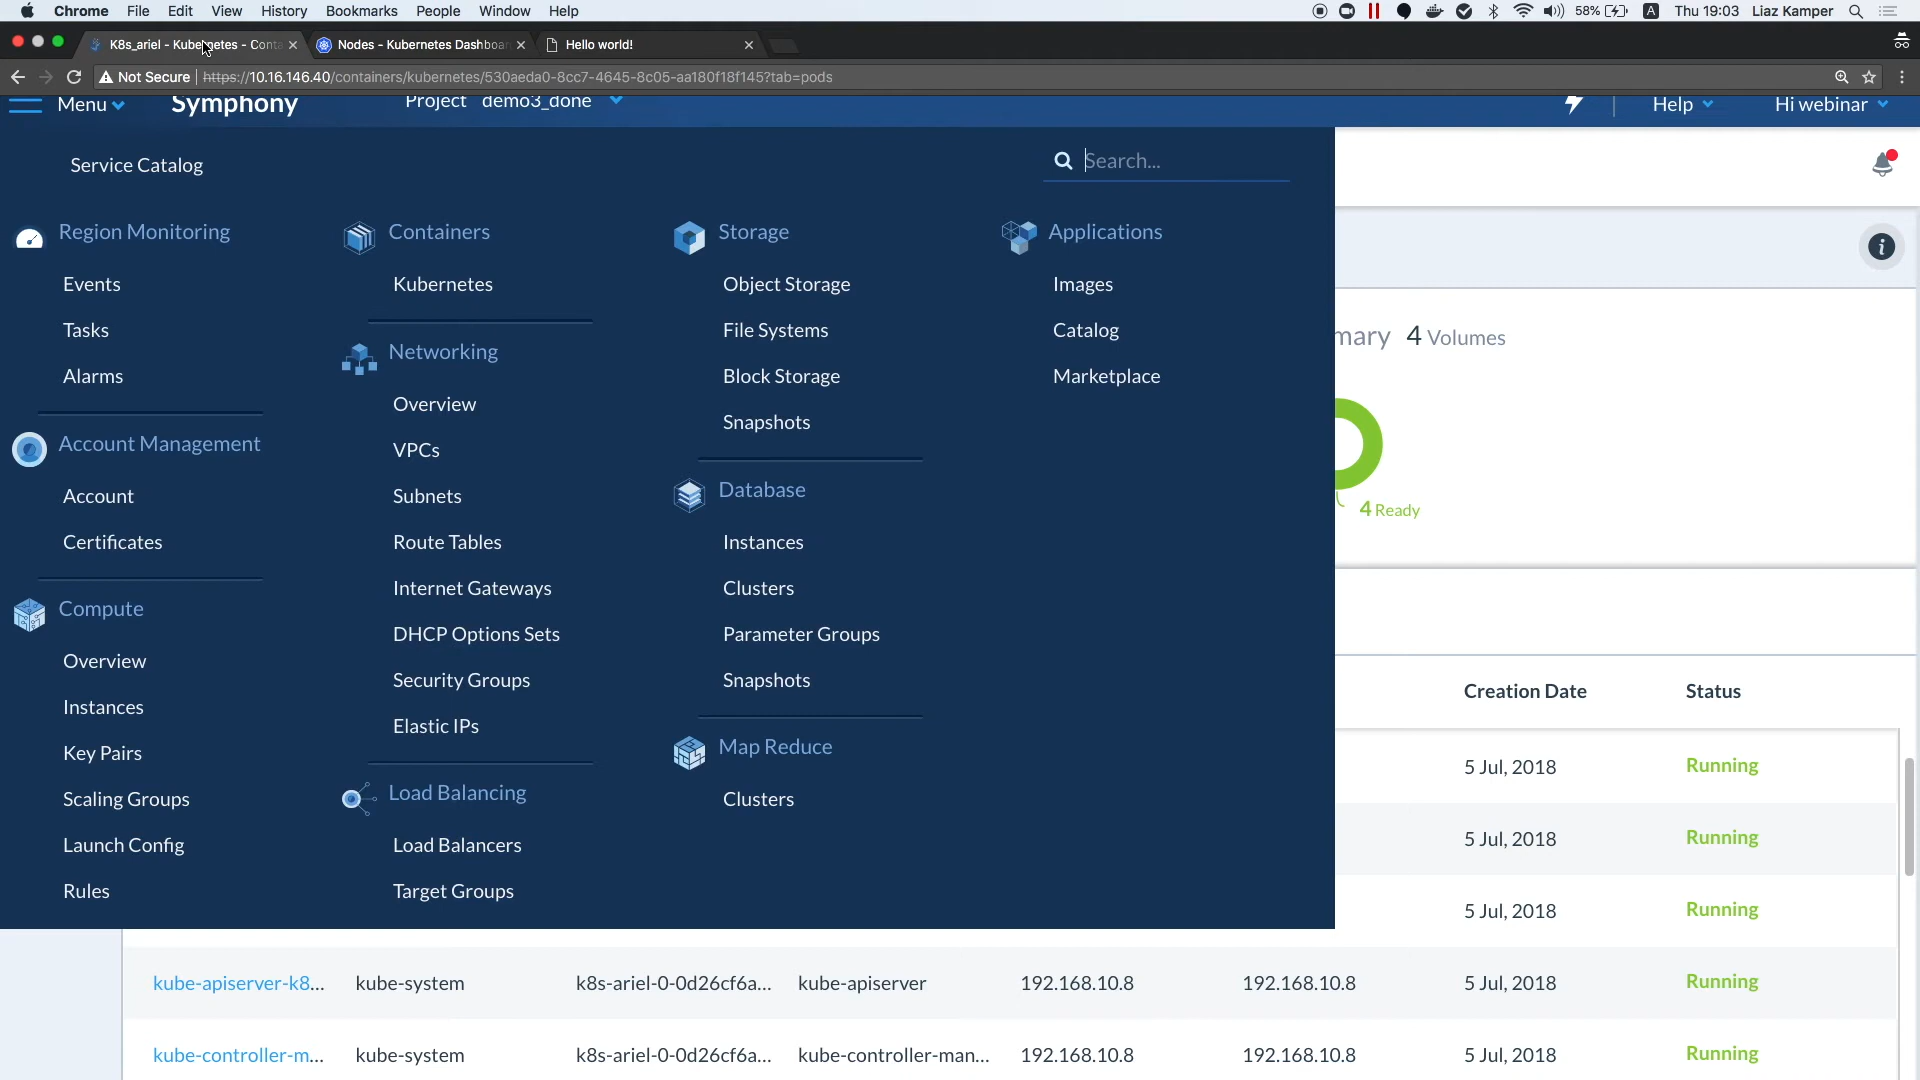 Chrome File Edit View History Bookmarks People Window Help 58% A Thu 19:03 Liaz Kamper
K8s_ariel - Kubernetes - Conta Nodes - Kubernetes Dashboar Hello world!
Not Secure https://10.16.146.40/containers/kubernetes/530aeda0-8cc7-4645-8c05-aa180f18f145?tab=pods
Menu Symphony Project demo3_done Help Hi webinar
Service Catalog
Search...
Region Monitoring
Events
Tasks
Alarms
Account Management
Account
Certificates
Compute
Overview
Instances
Key Pairs
Scaling Groups
Launch Config
Rules
Containers
Kubernetes
Networking
Overview
VPCs
Subnets
Route Tables
Internet Gateways
DHCP Options Sets
Security Groups
Elastic IPs
Load Balancing
Load Balancers
Target Groups
Storage
Object Storage
File Systems
Block Storage
Snapshots
Database
Instances
Clusters
Parameter Groups
Snapshots
Map Reduce
Clusters
Applications
Images
Catalog
Marketplace
mary 4 Volumes
4 Ready
Creation Date Status
5 Jul, 2018 Running
5 Jul, 2018 Running
5 Jul, 2018 Running
kube-apiserver-k8... kube-system k8s-ariel-0-0d26cf6a... kube-apiserver 192.168.10.8 192.168.10.8 5 Jul, 2018 Running
kube-controller-m... kube-system k8s-ariel-0-0d26cf6a... kube-controller-man... 192.168.10.8 192.168.10.8 5 Jul, 2018 Running